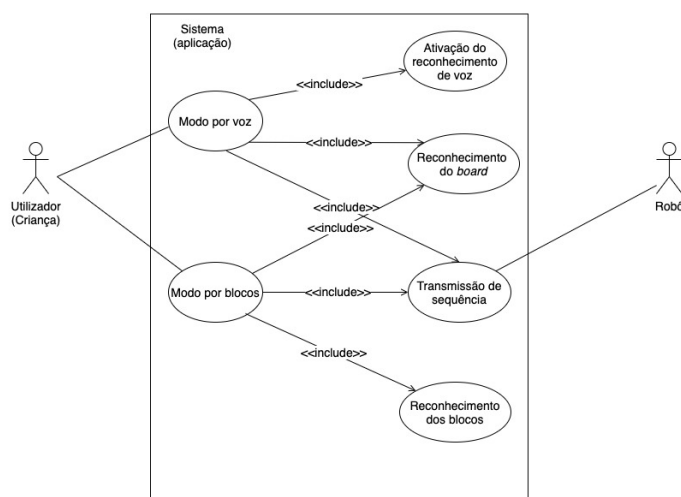 Sistema
(aplicação)
Ativação do
reconhecimento
de voz
<<include>>
Modo por voz
<<include>>
Reconhecimento
do board
Utilizador
(Criança)
Robô
<<include>>
<<include>>
Modo por blocos
<<include>>
Transmissão de
sequência
<<include>>
Reconhecimento
dos blocos